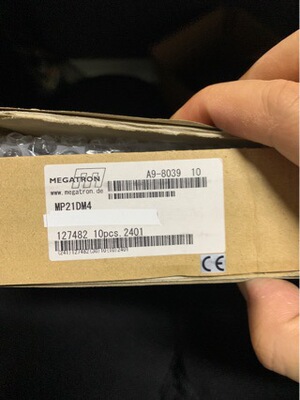 MEGATRON
www.megatron.de
A9-8039 10
MP21DM4
127482 10pcs.2401
CE